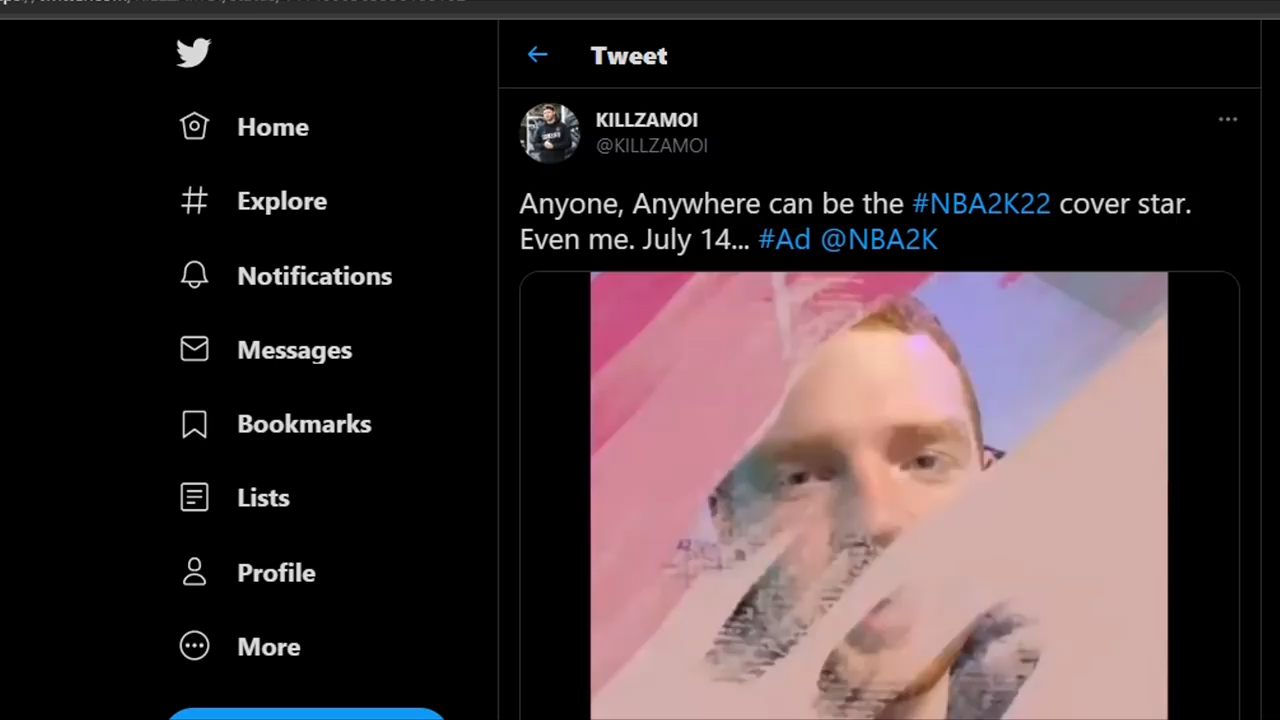 Tweet
KILLZAMOI
@KILLZAMOI
Anyone, Anywhere can be the #NBA2K22 cover star.
Even me. July 14... #Ad @NBA2K
Home
Explore
Notifications
Messages
Bookmarks
Lists
Profile
More